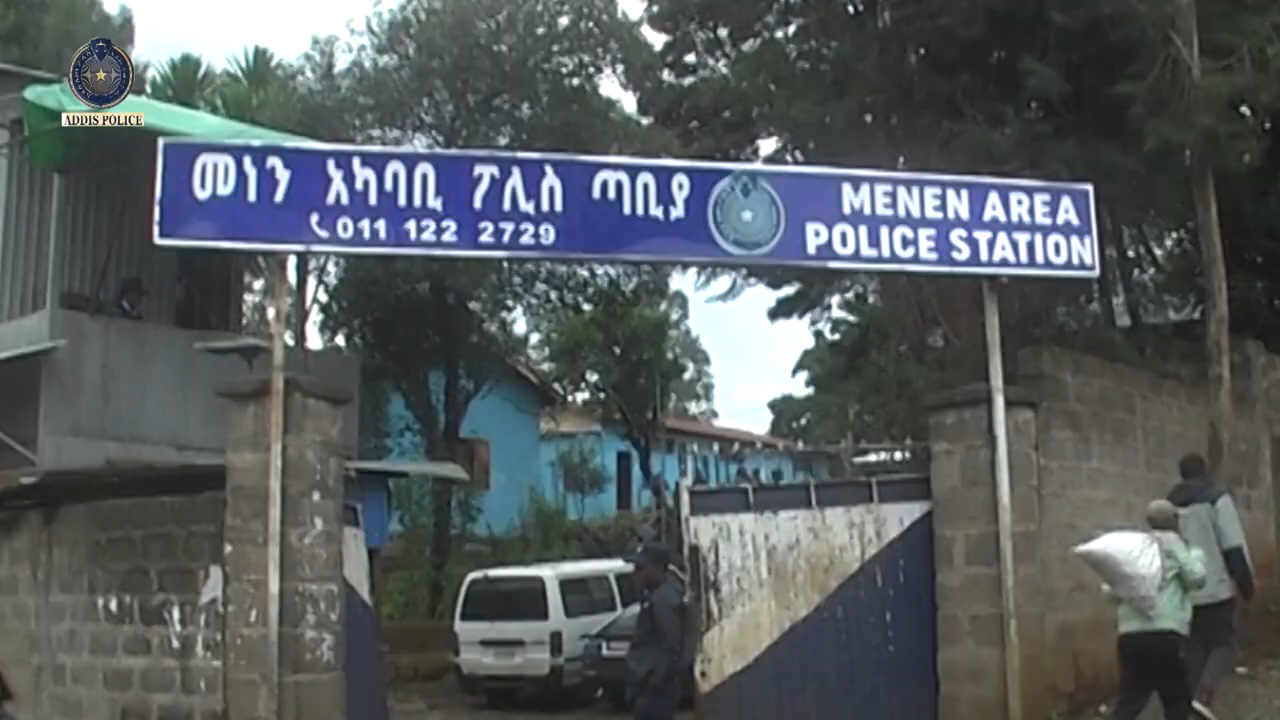 ADDIS POLICE
መነን አካባቢ ፖሊስ ጣቢያ
011 122 2729
MENEN AREA
POLICE STATION